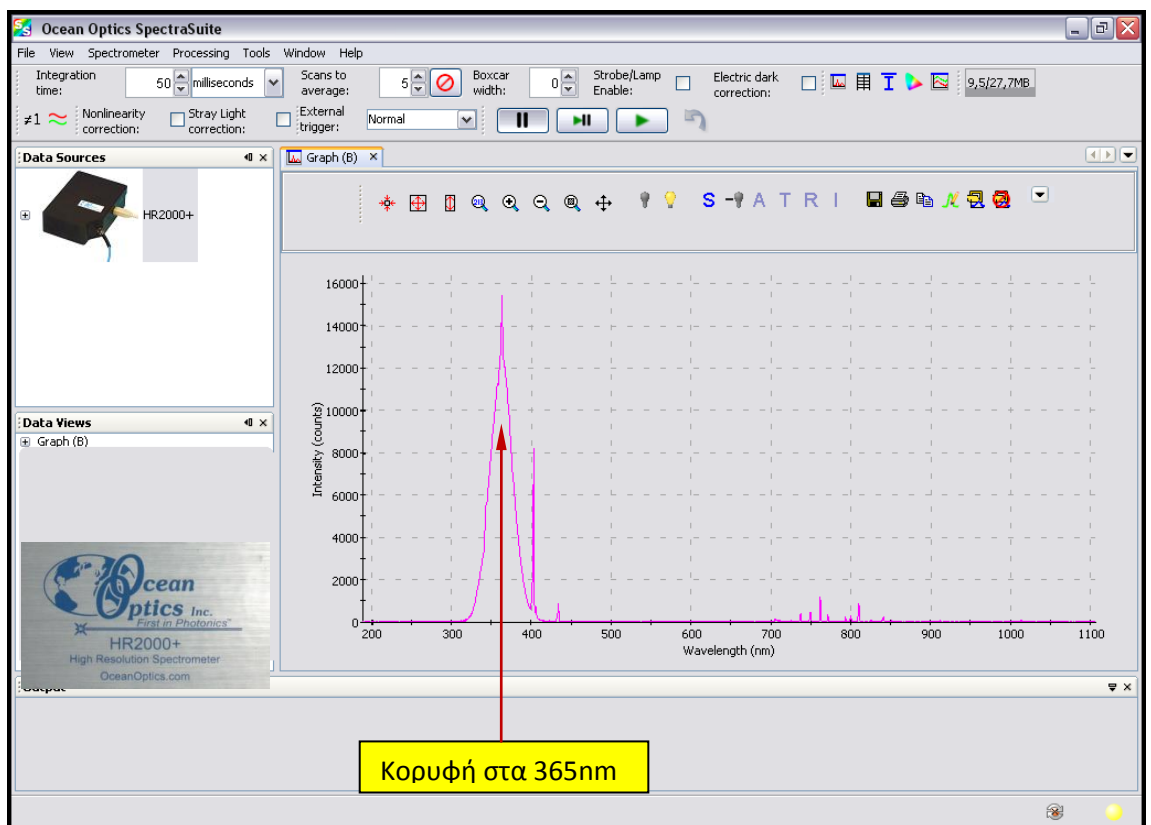 Ocean Optics SpectraSuite
File View Spectrometer Processing Tools Window Help
Integration time: 50 milliseconds Scans to average: 5 Boxcar width: 0 Strobe/Lamp Enable: Electric dark correction: 9,5/27,7MB
≠1 Nonlinearity correction: Stray Light correction: External trigger: Normal
Data Sources
Graph (B)
HR2000+
S A T R I
16000
14000
12000
10000
8000
6000
4000
2000
0
Intensity (counts)
200 300 400 500 600 700 800 900 1000 1100
Wavelength (nm)
Data Views
Graph (B)
Ocean
Optics Inc.
First in Photonics™
HR2000+
High Resolution Spectrometer
OceanOptics.com
Κορυφή στα 365nm